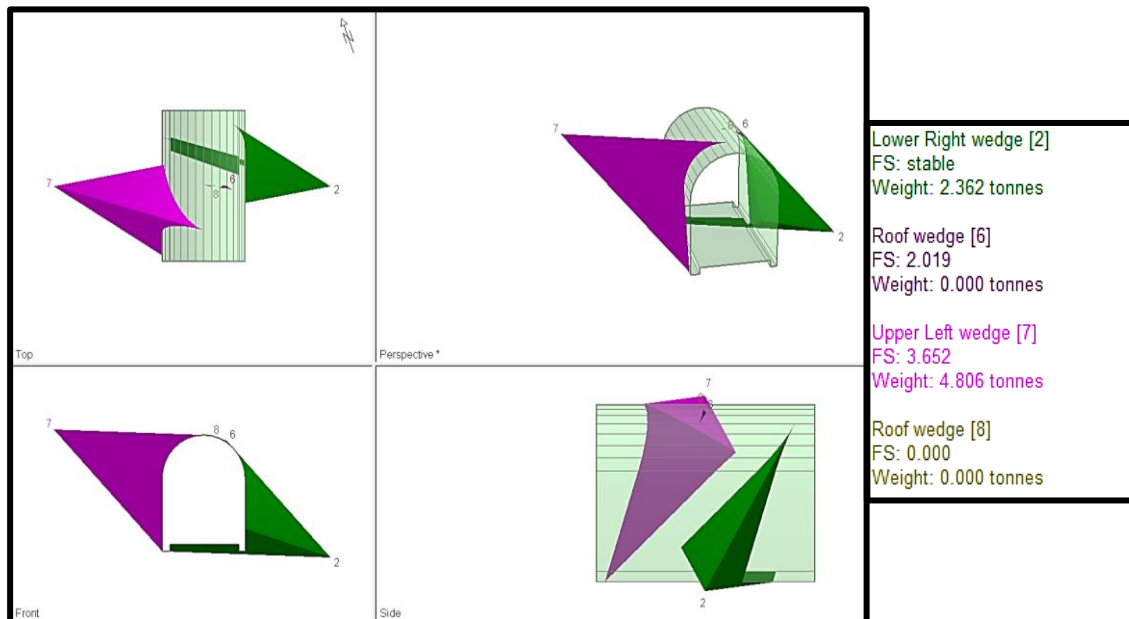 N
7
6
8
2
Top
7
8
6
2
Perspective *
7
8
6
2
Front
7
2
Side
Lower Right wedge [2]
FS: stable
Weight: 2.362 tonnes
Roof wedge [6]
FS: 2.019
Weight: 0.000 tonnes
Upper Left wedge [7]
FS: 3.652
Weight: 4.806 tonnes
Roof wedge [8]
FS: 0.000
Weight: 0.000 tonnes